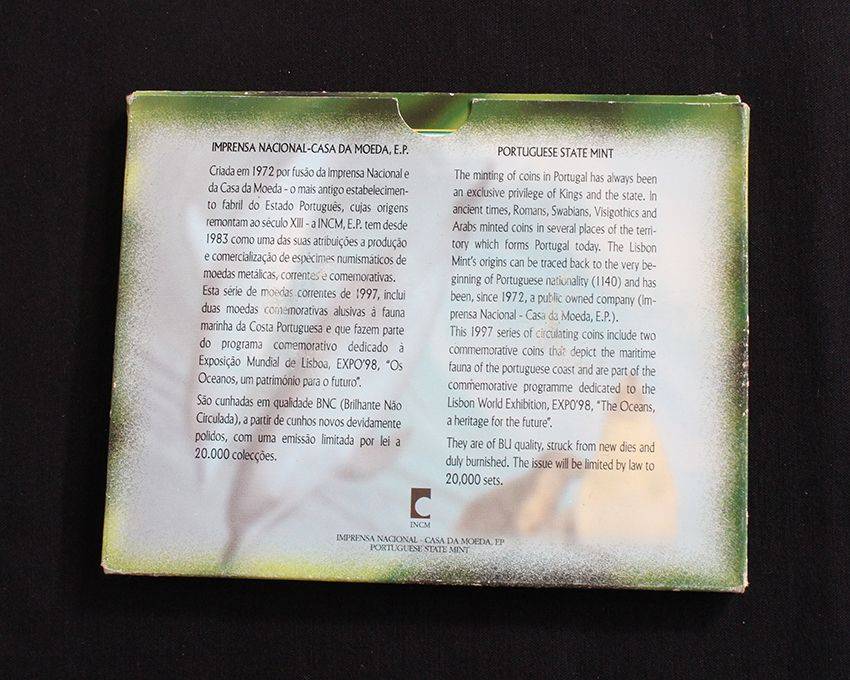 IMPRENSA NACIONAL-CASA DA MOEDA, E.P.
Criada em 1972 por fusão da Imprensa Nacional e
da Casa da Moeda - o mais antigo estabelecimen-
to fabril do Estado Português, cujas origens
remontam ao século XIII - a INCM, E.P. tem desde
1983 como uma das suas atribuições a produção
e comercialização de espécimes numismáticos de
moedas metálicas, correntes e comemorativas.
Esta série de moedas correntes de 1997, inclui
duas moedas comemorativas alusivas à fauna
marinha da Costa Portuguesa e que fazem parte
do programa comemorativo dedicado à
Exposição Mundial de Lisboa, EXPO'98, "Os
Oceanos, um património para o futuro".
São cunhadas em qualidade BNC (Brilhante Não
Circulada), a partir de cunhos novos devidamente
polidos, com uma emissão limitada por lei a
20.000 colecções.
PORTUGUESE STATE MINT
The minting of coins in Portugal has always been
an exclusive privilege of Kings and the state. In
ancient times, Romans, Swabians, Visigothics and
Arabs minted coins in several places of the terri-
tory which forms Portugal today. The Lisbon
Mint's origins can be traced back to the very be-
ginning of Portuguese nationality (1140) and has
been, since 1972, a public owned company (Im-
prensa Nacional - Casa da Moeda, E.P.).
This 1997 series of circulating coins include two
commemorative coins that depict the maritime
fauna of the portuguese coast and are part of the
commemorative programme dedicated to the
Lisbon World Exhibition, EXPO'98, "The Oceans,
a heritage for the future".
They are of BU quality, struck from new dies and
duly burnished. The issue will be limited by law to
20,000 sets.
INCM
IMPRENSA NACIONAL - CASA DA MOEDA, EP
PORTUGUESE STATE MINT